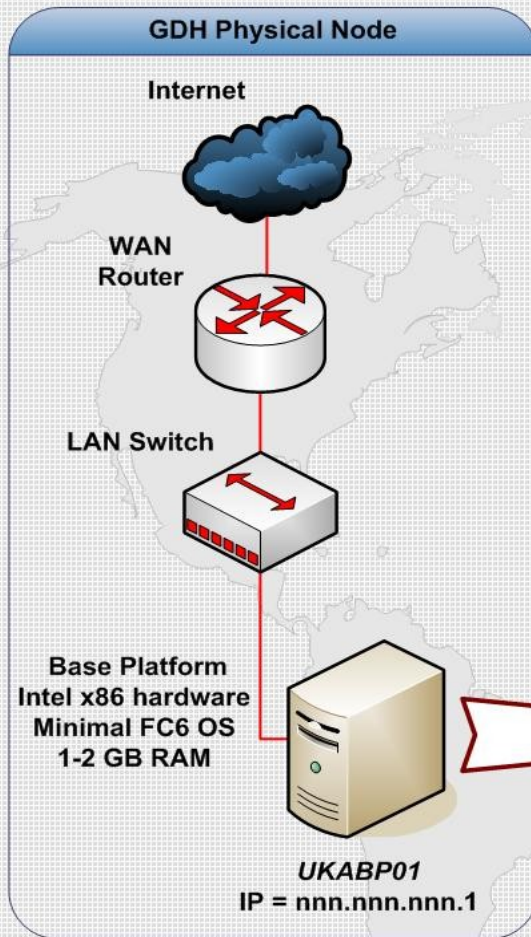 GDH Physical Node
Internet
WAN
Router
LAN Switch
Base Platform
Intel x86 hardware
Minimal FC6 OS
1-2 GB RAM
UKABP01
IP = nnn.nnn.nnn.1